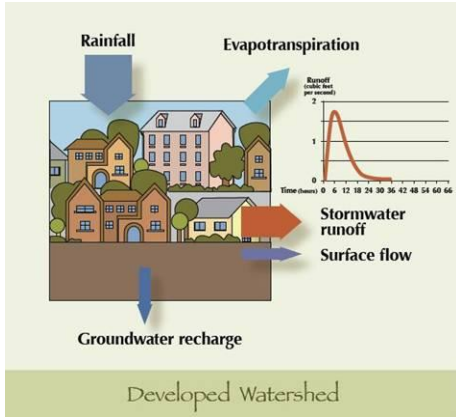 Rainfall
Evapotranspiration
Runoff
(cubic feet
per second)
2
1
0
0 6 12 18 24 30 36 42 48 54 60 66
Time (hours)
Stormwater
runoff
Surface flow
Groundwater recharge
Developed Watershed